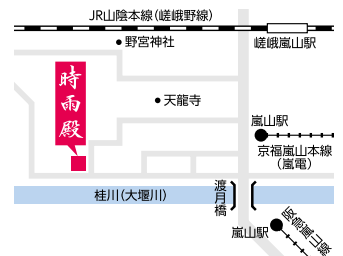 JR山陰本線(嵯峨野線)
野宮神社
嵯峨嵐山駅
時雨殿
天龍寺
嵐山駅
京福嵐山本線
(嵐電)
桂川(大堰川)
渡月橋
嵐山駅
阪急嵐山線